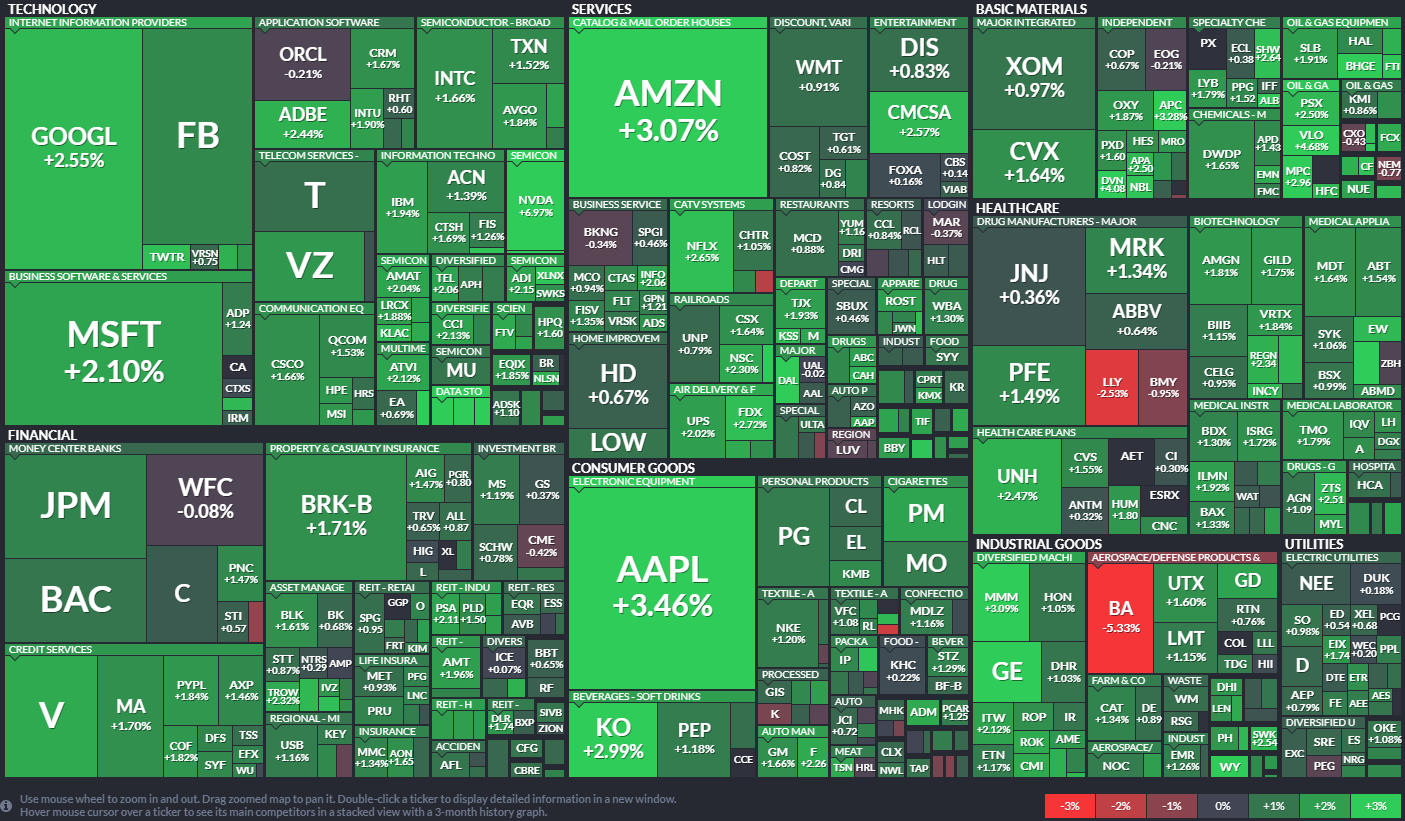 TECHNOLOGY
INTERNET INFORMATION PROVIDERS
GOOGL
+2.55%
FB
TWTR
VRSN
+0.75
APPLICATION SOFTWARE
ORCL
-0.21%
CRM
+1.67%
ADBE
+2.44%
INTU
+1.90%
RHT
+0.60
SEMICONDUCTOR - BROAD
INTC
+1.66%
TXN
+1.52%
AVGO
+1.84%
BUSINESS SOFTWARE & SERVICES
MSFT
+2.10%
ADP
+1.24
CA
CTXS
IRM
TELECOM SERVICES -
T
VZ
INFORMATION TECHNO
IBM
+1.94%
ACN
+1.39%
CTSH
+1.69%
FIS
+1.26%
SEMICON
NVDA
+6.97%
COMMUNICATION EQ
CSCO
+1.66%
QCOM
+1.53%
HPE
HRS
MSI
SEMICON
AMAT
+2.04%
LRCX
+1.88%
KLAC
DIVERSIFIED
TEL
+2.06
APH
SEMICON
ADI
+2.15
XLNX
SWKS
DIVERSIFIE
CCI
+2.13%
SCIEN
FTV
HPQ
+1.60
MULTIME
ATVI
+2.12%
EA
+0.69%
SEMICON
MU
DATA STO
EQIX
+1.85%
BR
NLSN
ADSK
+1.10
SERVICES
CATALOG & MAIL ORDER HOUSES
AMZN
+3.07%
DISCOUNT, VARI
WMT
+0.91%
COST
+0.82%
TGT
+0.61%
DG
+0.84
ENTERTAINMENT
DIS
+0.83%
CMCSA
+2.57%
FOXA
+0.16%
CBS
+0.14
VIAB
BUSINESS SERVICE
BKNG
-0.34%
SPGI
+0.46%
MCO
+0.94%
CTAS
INFO
+2.06
FISV
+1.35%
FLT
GPN
+1.21
VRSK
ADS
CATV SYSTEMS
NFLX
+2.65%
CHTR
+1.05%
RESTAURANTS
MCD
+0.88%
YUM
+1.16
DRI
CMG
RESORTS
CCL
+0.84%
RCL
LODGIN
MAR
-0.37%
HLT
RAILROADS
UNP
+0.79%
CSX
+1.64%
NSC
+2.30%
DEPART
TJX
+1.93%
KSS
M
SPECIAL
SBUX
+0.46%
APPARE
ROST
JWN
DRUG
WBA
+1.30%
HOME IMPROVEM
HD
+0.67%
LOW
MAJOR
DAL
UAL
-0.02
AAL
DRUGS
ABC
CAH
INDUST
FOOD
SYY
AIR DELIVERY & F
UPS
+2.02%
FDX
+2.72%
SPECIAL
ULTA
AUTO P
AZO
AAP
CPRT
KMX
KR
REGION
LUV
TIF
BBY
BASIC MATERIALS
MAJOR INTEGRATED
XOM
+0.97%
CVX
+1.64%
INDEPENDENT
COP
+0.67%
EOG
-0.21%
OXY
+1.87%
APC
+3.28%
PXD
+1.60
HES
MRO
DVN
+4.08
APA
+2.50
NBL
SPECIALTY CHE
PX
ECL
+0.38
SHW
+2.64
LYB
+1.79%
PPG
+1.52
IFF
ALB
OIL & GAS EQUIPMEN
SLB
+1.91%
HAL
BHGE
FTI
CHEMICALS - M
DWDP
+1.65%
APD
+1.43
EMN
FMC
OIL & GA
PSX
+2.50%
VLO
+4.68%
MPC
+2.96
HFC
OIL & GAS
KMI
+0.86%
CXO
-0.43
FCX
CF
NEM
-0.77
NUE
HEALTHCARE
DRUG MANUFACTURERS - MAJOR
JNJ
+0.36%
MRK
+1.34%
ABBV
+0.64%
PFE
+1.49%
LLY
-2.53%
BMY
-0.95%
BIOTECHNOLOGY
AMGN
+1.81%
GILD
+1.75%
BIIB
+1.15%
VRTX
+1.84%
CELG
+0.95%
REGN
+2.34
INCY
MEDICAL APPLIA
MDT
+1.64%
ABT
+1.54%
SYK
+1.06%
EW
ZBH
BSX
+0.99%
ABMD
HEALTH CARE PLANS
UNH
+2.47%
CVS
+1.55%
AET
CI
+0.30%
ANTM
+0.32%
HUM
+1.80
ESRX
CNC
MEDICAL INSTR
BDX
+1.30%
ISRG
+1.72%
ILMN
+1.92%
WAT
BAX
+1.33%
MEDICAL LABORATOR
TMO
+1.79%
IQV
LH
A
DGX
DRUGS - G
AGN
+1.09
ZTS
+2.51
MYL
HOSPITA
HCA
FINANCIAL
MONEY CENTER BANKS
JPM
WFC
-0.08%
BAC
C
PNC
+1.47%
STI
+0.57
PROPERTY & CASUALTY INSURANCE
BRK-B
+1.71%
AIG
+1.47%
PGR
+0.80
TRV
+0.65%
ALL
+0.87
HIG
XL
L
INVESTMENT BR
MS
+1.19%
GS
+0.37%
SCHW
+0.78%
CME
-0.42%
CREDIT SERVICES
V
MA
+1.70%
PYPL
+1.84%
AXP
+1.46%
COF
+1.82%
DFS
TSS
SYF
EFX
WU
ASSET MANAGE
BLK
+1.61%
BK
+0.68%
STT
+0.87%
NTRS
+0.29
AMP
TROW
+2.32%
IVZ
REIT - RETAI
SPG
+0.95
GGP
O
FRT
KIM
REIT - INDU
PSA
+2.11
PLD
+1.50
REIT - RES
EQR
ESS
AVB
LIFE INSURA
MET
+0.93%
PFG
LNC
PRU
REIT -
AMT
+1.96%
DIVERS
ICE
+0.07%
BBT
+0.65%
RF
REGIONAL - MI
USB
+1.16%
KEY
INSURANCE
MMC
+1.34%
AON
+1.65
REIT - H
REIT -
DLR
+1.74
BXP
SIVB
ZION
ACCIDEN
AFL
CFG
CBRE
CONSUMER GOODS
ELECTRONIC EQUIPMENT
AAPL
+3.46%
PERSONAL PRODUCTS
PG
CL
EL
KMB
CIGARETTES
PM
MO
BEVERAGES - SOFT DRINKS
KO
+2.99%
PEP
+1.18%
CCE
TEXTILE - A
NKE
+1.20%
TEXTILE - A
VFC
+1.08
RL
CONFECTIO
MDLZ
+1.16%
PACKA
IP
FOOD -
KHC
+0.22%
BEVER
STZ
+1.29%
BF-B
PROCESSED
GIS
K
AUTO
JCI
+0.72
MHK
ADM
PCAR
+1.25
AUTO MAN
GM
+1.66%
F
+2.26
MEAT
TSN
HRL
CLX
NWL
TAP
INDUSTRIAL GOODS
DIVERSIFIED MACHI
MMM
+3.09%
HON
+1.05%
GE
DHR
+1.03%
ITW
+2.12%
ROP
IR
ROK
AME
ETN
+1.17%
CMI
AEROSPACE/DEFENSE PRODUCTS &
BA
-5.33%
UTX
+1.60%
GD
LMT
+1.15%
RTN
+0.76%
COL
LLL
TDG
HII
FARM & CO
CAT
+1.34%
DE
+0.89
WASTE
WM
RSG
DHI
LEN
AEROSPACE/
NOC
INDUST
EMR
+1.26%
PH
SWK
+2.54
WY
UTILITIES
ELECTRIC UTILITIES
NEE
DUK
+0.18%
SO
+0.98%
ED
+0.54
XEL
+0.68
PCG
D
EIX
+1.74
WEC
+0.20
PPL
DTE
ETR
AEP
+0.79%
FE
AEE
AES
DIVERSIFIED U
EXC
SRE
ES
PEG
NRG
OKE
+1.08%
Use mouse wheel to zoom in and out. Drag zoomed map to pan it. Double-click a ticker to display detailed information in a new window.
Hover mouse cursor over a ticker to see its main competitors in a stacked view with a 3-month history graph.
-3% -2% -1% 0% +1% +2% +3%